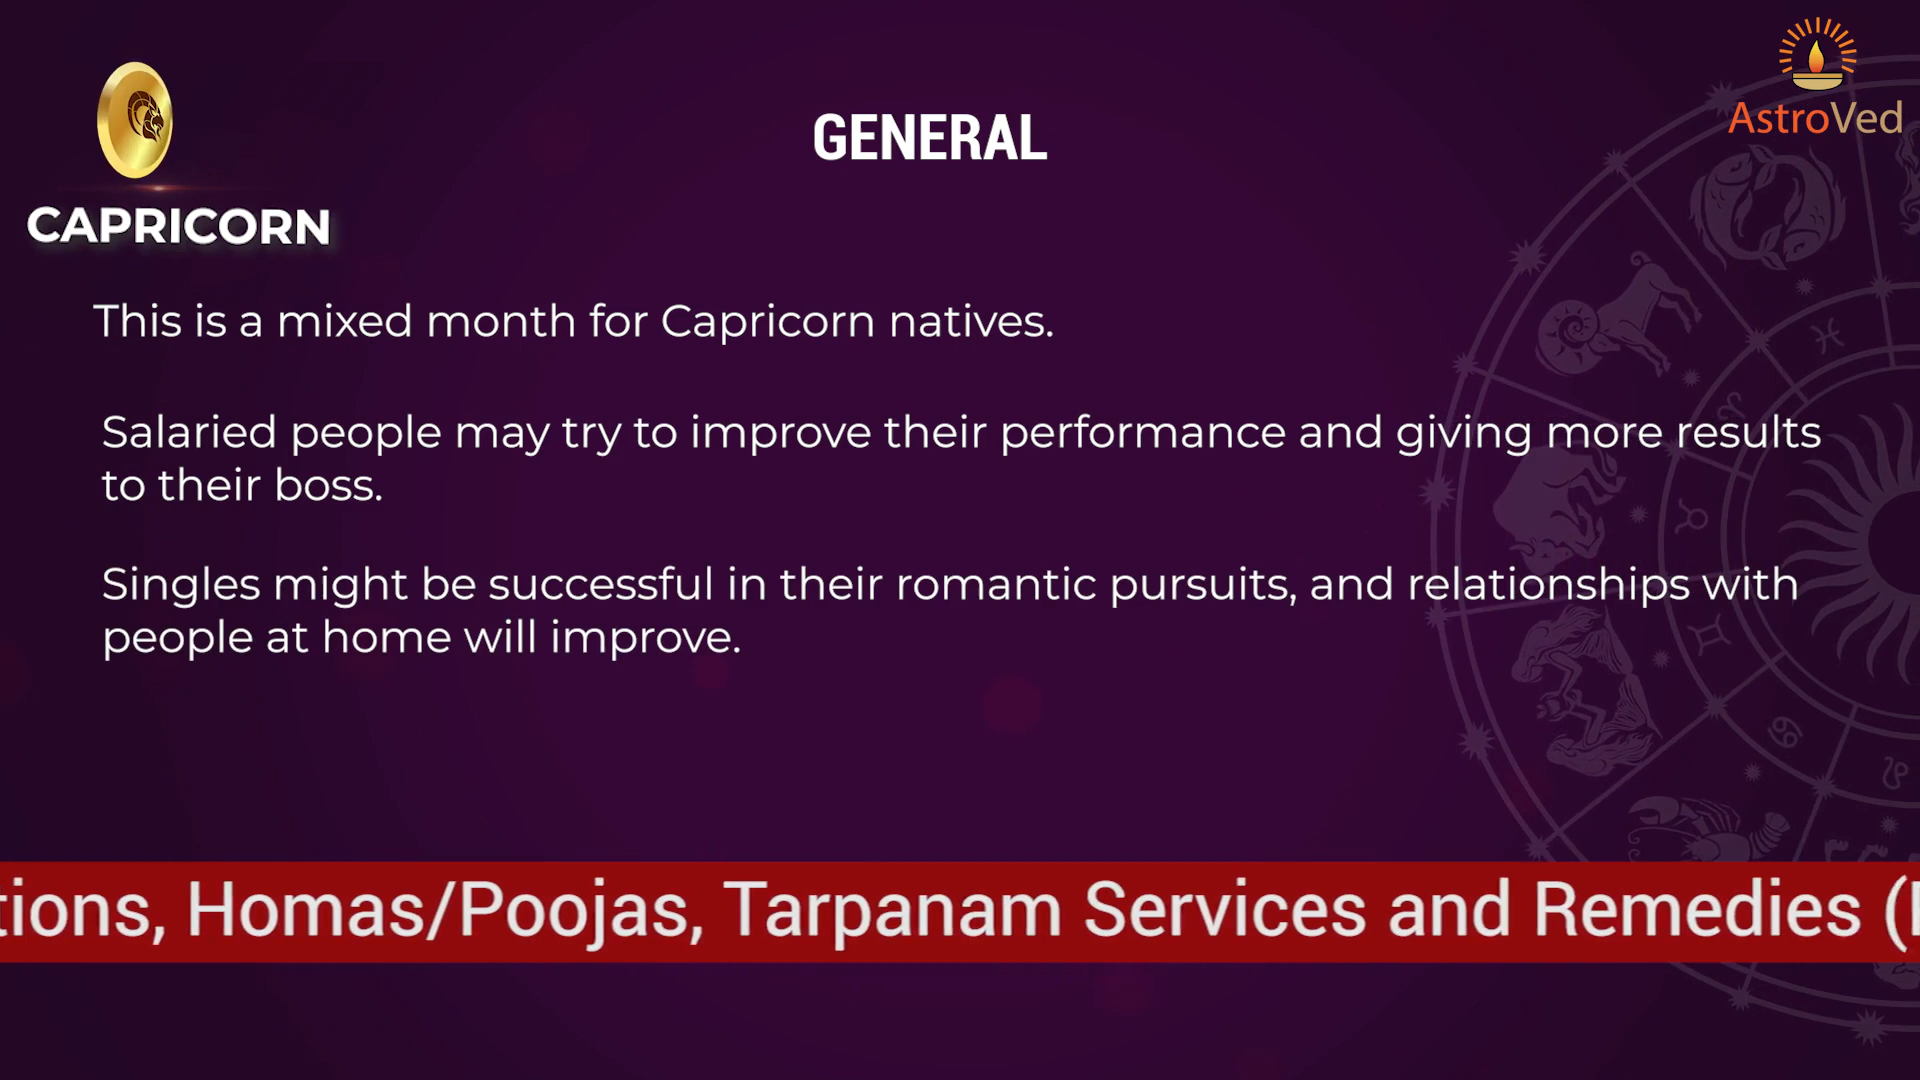 AstroVed
GENERAL
CAPRICORN
This is a mixed month for Capricorn natives.
Salaried people may try to improve their performance and giving more results
to their boss.
Singles might be successful in their romantic pursuits, and relationships with
people at home will improve.
tions, Homas/Poojas, Tarpanam Services and Remedies (